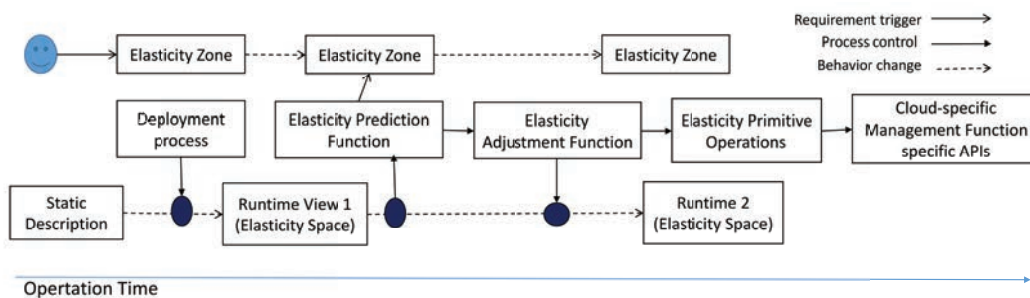 Requirement trigger
Process control
Behavior change
Elasticity Zone
Elasticity Zone
Elasticity Zone
Deployment
process
Elasticity Prediction
Function
Elasticity
Adjustment Function
Elasticity Primitive
Operations
Cloud-specific
Management Function
specific APIs
Static
Description
Runtime View 1
(Elasticity Space)
Runtime 2
(Elasticity Space)
Opertation Time